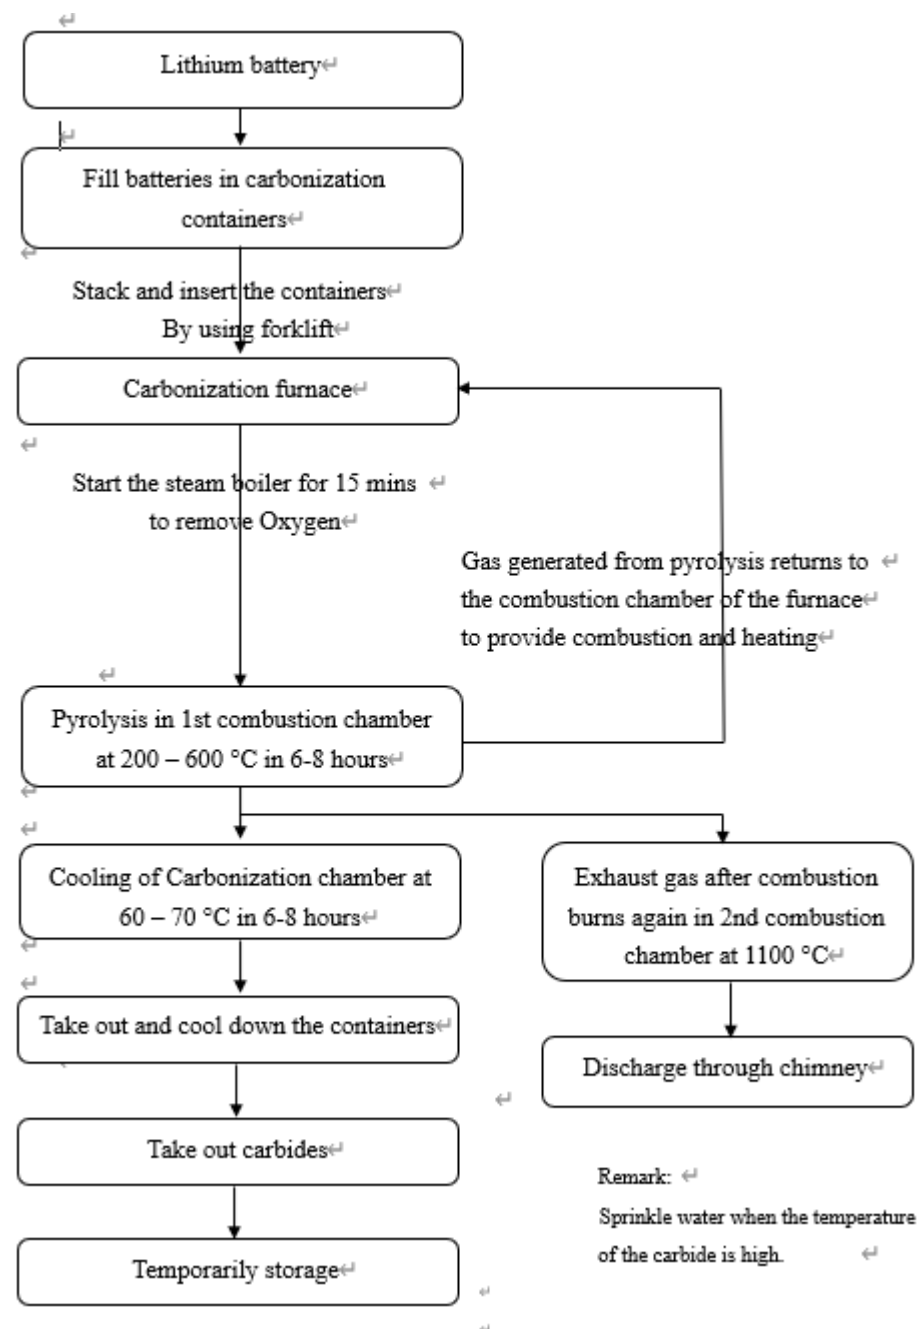 Lithium battery
Fill batteries in carbonization
containers
Stack and insert the containers
By using forklift
Carbonization furnace
Start the steam boiler for 15 mins
to remove Oxygen
Gas generated from pyrolysis returns to
the combustion chamber of the furnace
to provide combustion and heating
Pyrolysis in 1st combustion chamber
at 200 – 600 °C in 6-8 hours
Cooling of Carbonization chamber at
60 – 70 °C in 6-8 hours
Exhaust gas after combustion
burns again in 2nd combustion
chamber at 1100 °C
Take out and cool down the containers
Discharge through chimney
Take out carbides
Temporarily storage
Remark:
Sprinkle water when the temperature
of the carbide is high.